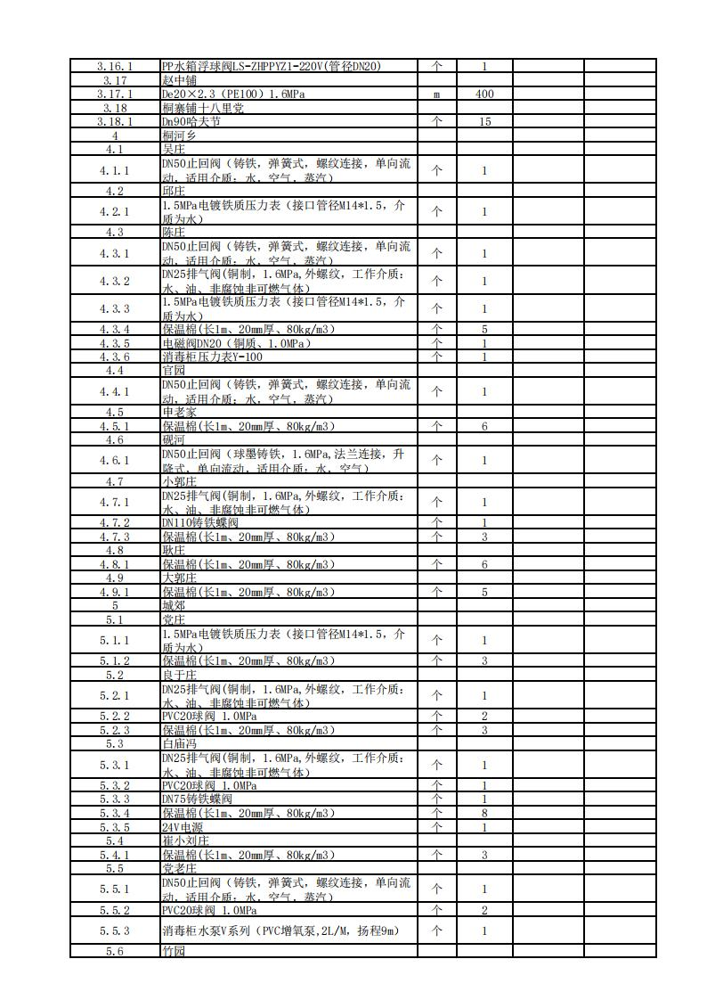 3.16.1 PP水箱浮球阀LS-ZHPPYZ1-220V(管径DN20) 个 1
3.17 赵中铺
3.17.1 De20×2.3（PE100）1.6MPa m 400
3.18 桐寨铺十八里党
3.18.1 Dn90哈夫节 个 15
4 桐河乡
4.1 吴庄
4.1.1 DN50止回阀（铸铁，弹簧式，螺纹连接，单向流
动，适用介质：水，空气，蒸汽） 个 1
4.2 邱庄
4.2.1 1.5MPa电镀铁质压力表（接口管径M14*1.5，介
质为水） 个 1
4.3 陈庄
4.3.1 DN50止回阀（铸铁，弹簧式，螺纹连接，单向流
动，适用介质：水，空气，蒸汽） 个 1
4.3.2 DN25排气阀(铜制，1.6MPa,外螺纹，工作介质：
水、油、非腐蚀非可燃气体） 个 1
4.3.3 1.5MPa电镀铁质压力表（接口管径M14*1.5，介
质为水） 个 1
4.3.4 保温棉(长1m、20mm厚、80kg/m3） 个 5
4.3.5 电磁阀DN20（铜质、1.0MPa） 个 1
4.3.6 消毒柜压力表Y-100 个 1
4.4 官园
4.4.1 DN50止回阀（铸铁，弹簧式，螺纹连接，单向流
动，适用介质：水，空气，蒸汽） 个 1
4.5 申老家
4.5.1 保温棉(长1m、20mm厚、80kg/m3） 个 6
4.6 砚河
4.6.1 DN50止回阀（球墨铸铁，1.6MPa,法兰连接，升
降式，单向流动，适用介质：水，空气） 个 1
4.7 小郭庄
4.7.1 DN25排气阀(铜制，1.6MPa,外螺纹，工作介质：
水、油、非腐蚀非可燃气体） 个 1
4.7.2 DN110铸铁蝶阀 个 1
4.7.3 保温棉(长1m、20mm厚、80kg/m3） 个 3
4.8 耿庄
4.8.1 保温棉(长1m、20mm厚、80kg/m3） 个 6
4.9 大郭庄
4.9.1 保温棉(长1m、20mm厚、80kg/m3） 个 5
5 城郊
5.1 党庄
5.1.1 1.5MPa电镀铁质压力表（接口管径M14*1.5，介
质为水） 个 1
5.1.2 保温棉(长1m、20mm厚、80kg/m3） 个 3
5.2 良于庄
5.2.1 DN25排气阀(铜制，1.6MPa,外螺纹，工作介质：
水、油、非腐蚀非可燃气体） 个 1
5.2.2 PVC20球阀 1.0MPa 个 2
5.2.3 保温棉(长1m、20mm厚、80kg/m3） 个 3
5.3 白庙冯
5.3.1 DN25排气阀(铜制，1.6MPa,外螺纹，工作介质：
水、油、非腐蚀非可燃气体） 个 1
5.3.2 PVC20球阀 1.0MPa 个 1
5.3.3 DN75铸铁蝶阀 个 1
5.3.4 保温棉(长1m、20mm厚、80kg/m3） 个 8
5.3.5 24V电源 个 1
5.4 崔小刘庄
5.4.1 保温棉(长1m、20mm厚、80kg/m3） 个 3
5.5 党老庄
5.5.1 DN50止回阀（铸铁，弹簧式，螺纹连接，单向流
动，适用介质：水，空气，蒸汽） 个 1
5.5.2 PVC20球阀 1.0MPa 个 2
5.5.3 消毒柜水泵V系列（PVC增氧泵,2L/M，扬程9m） 个 1
5.6 竹园